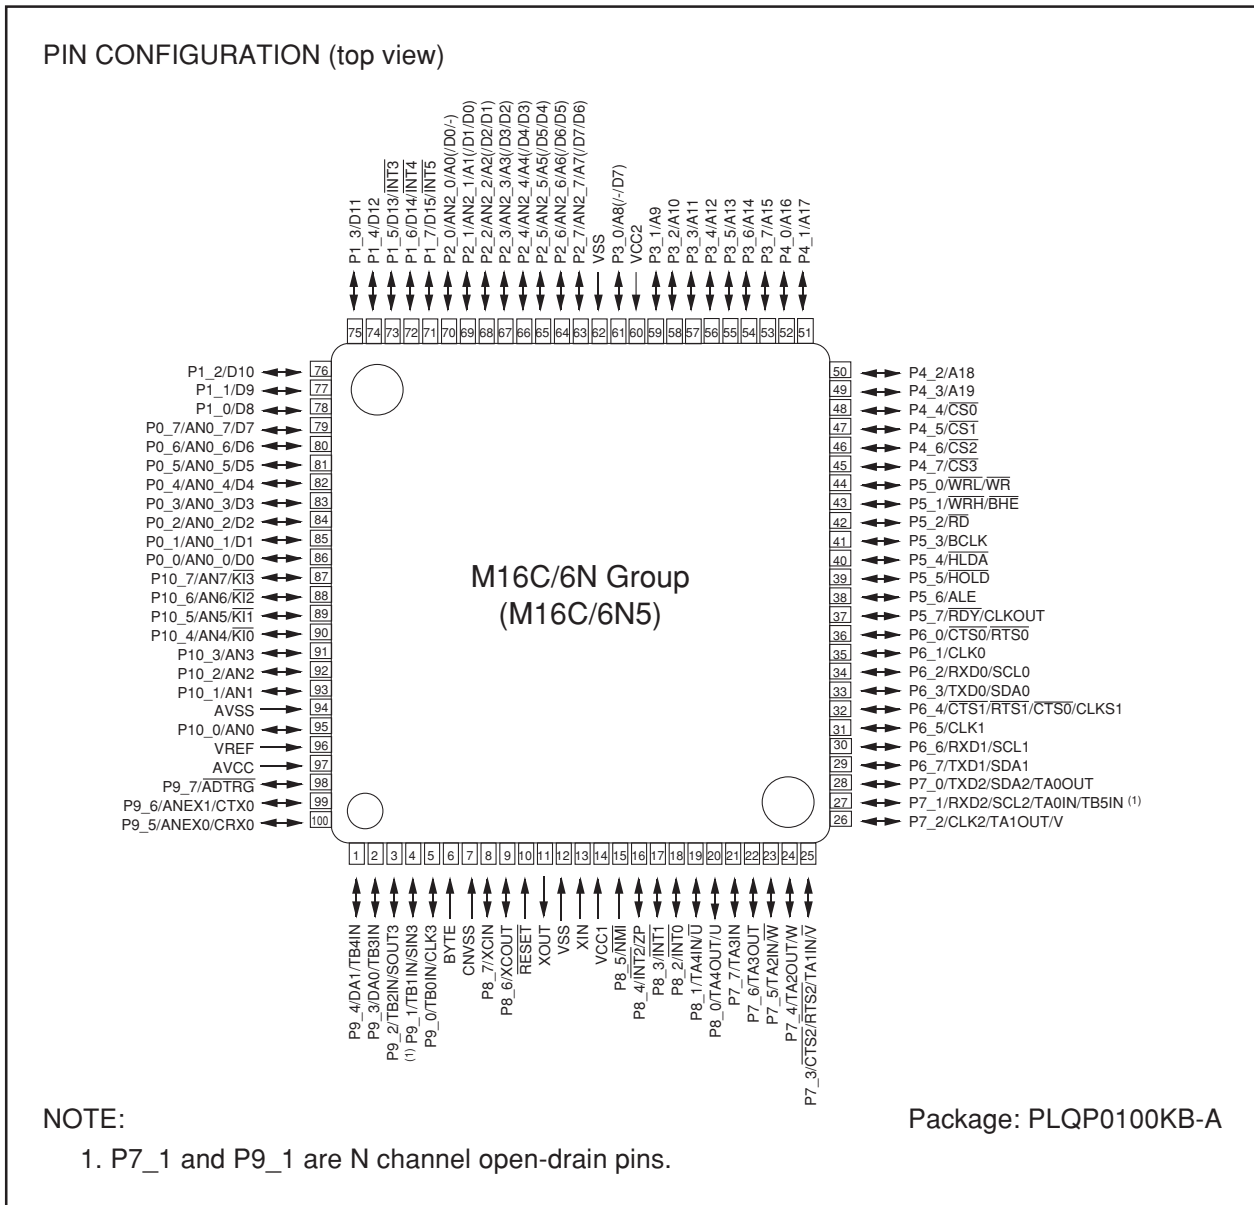 PIN CONFIGURATION (top view)
P1_3/D11
P1_4/D12
P1_5/D13/INT3
P1_6/D14/INT4
P1_7/D15/INT5
P2_0/AN2_0/A0(/D0/-)
P2_1/AN2_1/A1(/D1/D0)
P2_2/AN2_2/A2(/D2/D1)
P2_3/AN2_3/A3(/D3/D2)
P2_4/AN2_4/A4(/D4/D3)
P2_5/AN2_5/A5(/D5/D4)
P2_6/AN2_6/A6(/D6/D5)
P2_7/AN2_7/A7(/D7/D6)
VSS
P3_0/A8(/-/D7)
VCC2
P3_1/A9
P3_2/A10
P3_3/A11
P3_4/A12
P3_5/A13
P3_6/A14
P3_7/A15
P4_0/A16
P4_1/A17
75 74 73 72 71 70 69 68 67 66 65 64 63 62 61 60 59 58 57 56 55 54 53 52 51
P1_2/D10 76
P1_1/D9 77
P1_0/D8 78
P0_7/AN0_7/D7 79
P0_6/AN0_6/D6 80
P0_5/AN0_5/D5 81
P0_4/AN0_4/D4 82
P0_3/AN0_3/D3 83
P0_2/AN0_2/D2 84
P0_1/AN0_1/D1 85
P0_0/AN0_0/D0 86
P10_7/AN7/KI3 87
P10_6/AN6/KI2 88
P10_5/AN5/KI1 89
P10_4/AN4/KI0 90
P10_3/AN3 91
P10_2/AN2 92
P10_1/AN1 93
AVSS 94
P10_0/AN0 95
VREF 96
AVCC 97
P9_7/ADTRG 98
P9_6/ANEX1/CTX0 99
P9_5/ANEX0/CRX0 100
M16C/6N Group
(M16C/6N5)
50 P4_2/A18
49 P4_3/A19
48 P4_4/CS0
47 P4_5/CS1
46 P4_6/CS2
45 P4_7/CS3
44 P5_0/WRL/WR
43 P5_1/WRH/BHE
42 P5_2/RD
41 P5_3/BCLK
40 P5_4/HLDA
39 P5_5/HOLD
38 P5_6/ALE
37 P5_7/RDY/CLKOUT
36 P6_0/CTS0/RTS0
35 P6_1/CLK0
34 P6_2/RXD0/SCL0
33 P6_3/TXD0/SDA0
32 P6_4/CTS1/RTS1/CTS0/CLKS1
31 P6_5/CLK1
30 P6_6/RXD1/SCL1
29 P6_7/TXD1/SDA1
28 P7_0/TXD2/SDA2/TA0OUT
27 P7_1/RXD2/SCL2/TA0IN/TB5IN (1)
26 P7_2/CLK2/TA1OUT/V
1 2 3 4 5 6 7 8 9 10 11 12 13 14 15 16 17 18 19 20 21 22 23 24 25
P9_4/DA1/TB4IN
P9_3/DA0/TB3IN
P9_2/TB2IN/SOUT3
(1) P9_1/TB1IN/SIN3
P9_0/TB0IN/CLK3
BYTE
CNVSS
P8_7/XCIN
P8_6/XCOUT
RESET
XOUT
VSS
XIN
VCC1
P8_5/NMI
P8_4/INT2/ZP
P8_3/INT1
P8_2/INT0
P8_1/TA4IN/U
P8_0/TA4OUT/U
P7_7/TA3IN
P7_6/TA3OUT
P7_5/TA2IN/W
P7_4/TA2OUT/W
P7_3/CTS2/RTS2/TA1IN/V
NOTE:
1. P7_1 and P9_1 are N channel open-drain pins.
Package: PLQP0100KB-A